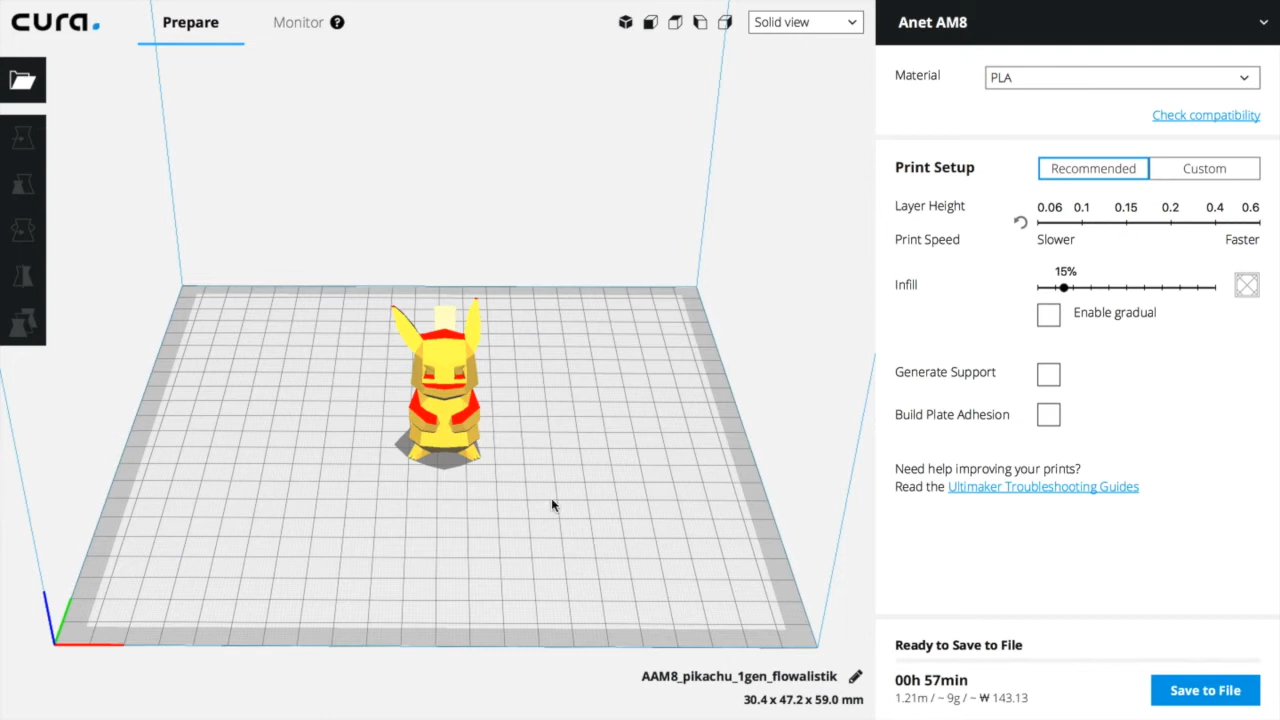 cura.
Prepare
Monitor ?
Solid view
Anet AM8
Material
PLA
Check compatibility
Print Setup
Recommended
Custom
Layer Height
0.06 0.1 0.15 0.2 0.4 0.6
Print Speed
Slower
Faster
15%
Infill
Enable gradual
Generate Support
Build Plate Adhesion
Need help improving your prints?
Read the Ultimaker Troubleshooting Guides
Ready to Save to File
AAM8_pikachu_1gen_flowalistik
30.4 x 47.2 x 59.0 mm
00h 57min
1.21m / ~ 9g / ~ ₩ 143.13
Save to File